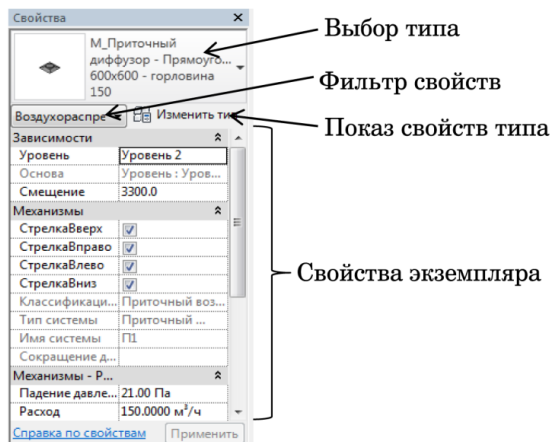 Свойства
М_Приточный
диффузор - Прямоуго...
600x600 - горловина
150
Воздухораспре
Изменить ти
Зависимости
Уровень Уровень 2
Основа Уровень : Уров...
Смещение 3300.0
Механизмы
СтрелкаВверх
СтрелкаВправо
СтрелкаВлево
СтрелкаВниз
Классификаци... Приточный воз...
Тип системы Приточный ...
Имя системы П1
Сокращение д...
Механизмы - Р...
Падение давле... 21.00 Па
Расход 150.0000 м³/ч
Справка по свойствам Применить
Выбор типа
Фильтр свойств
Показ свойств типа
Свойства экземпляра